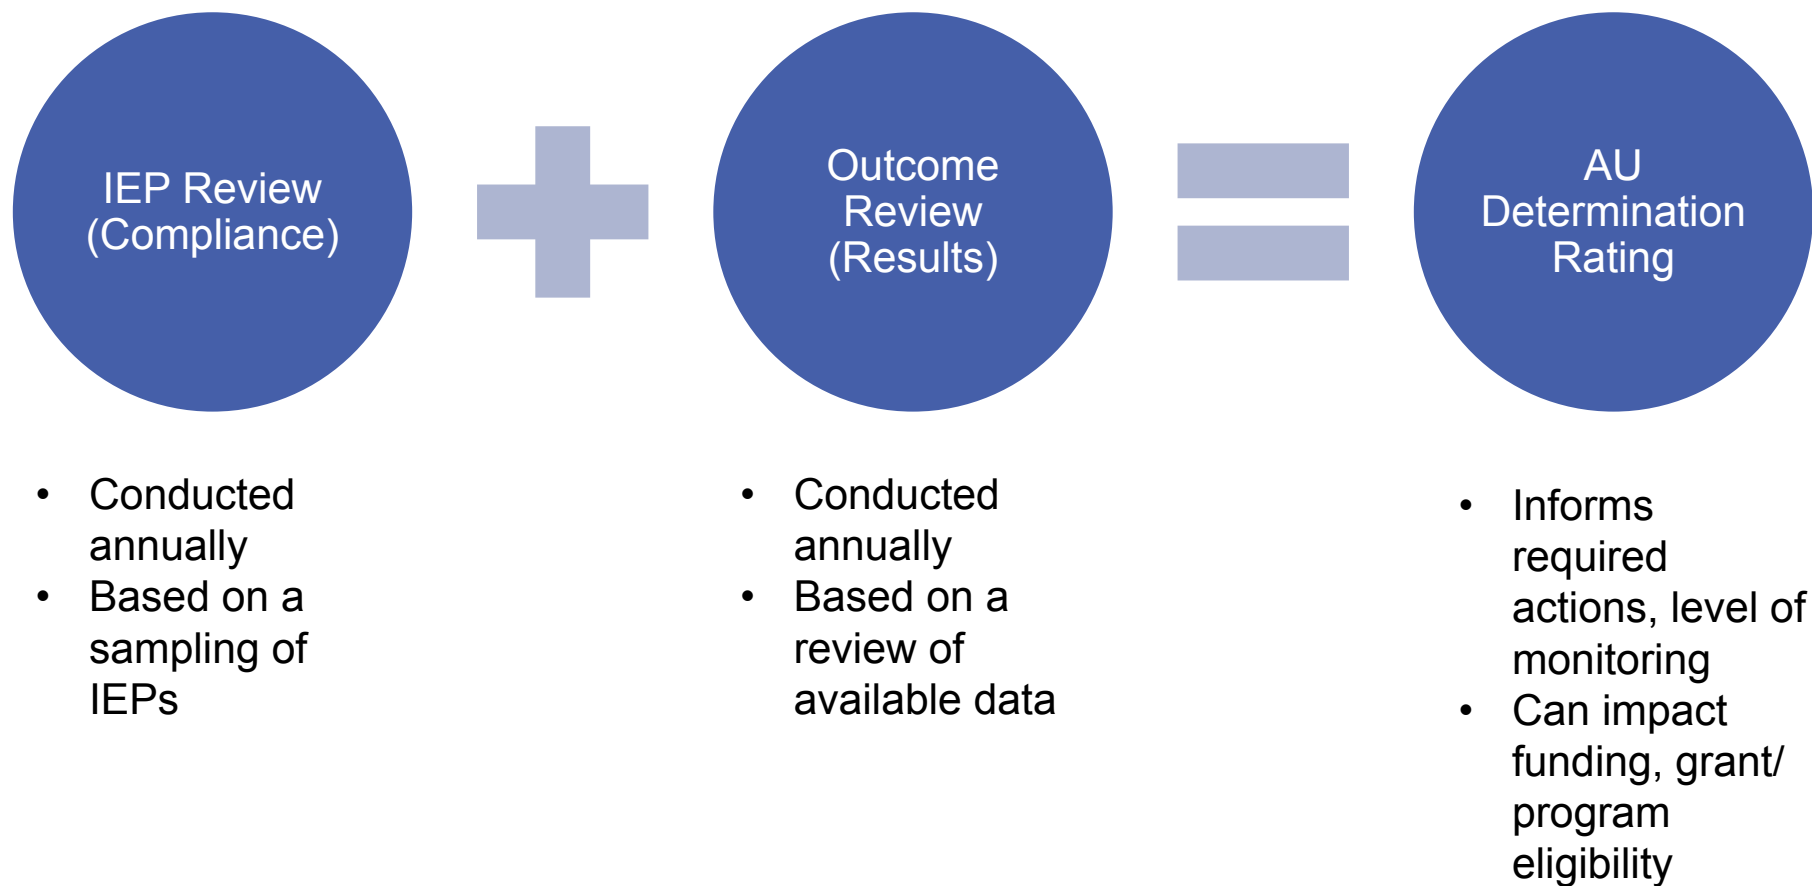 IEP Review
(Compliance)
Outcome
Review
(Results)
AU
Determination
Rating
• Conducted
annually
• Based on a
sampling of
IEPs
• Conducted
annually
• Based on a
review of
available data
• Informs
required
actions, level of
monitoring
• Can impact
funding, grant/
program
eligibility